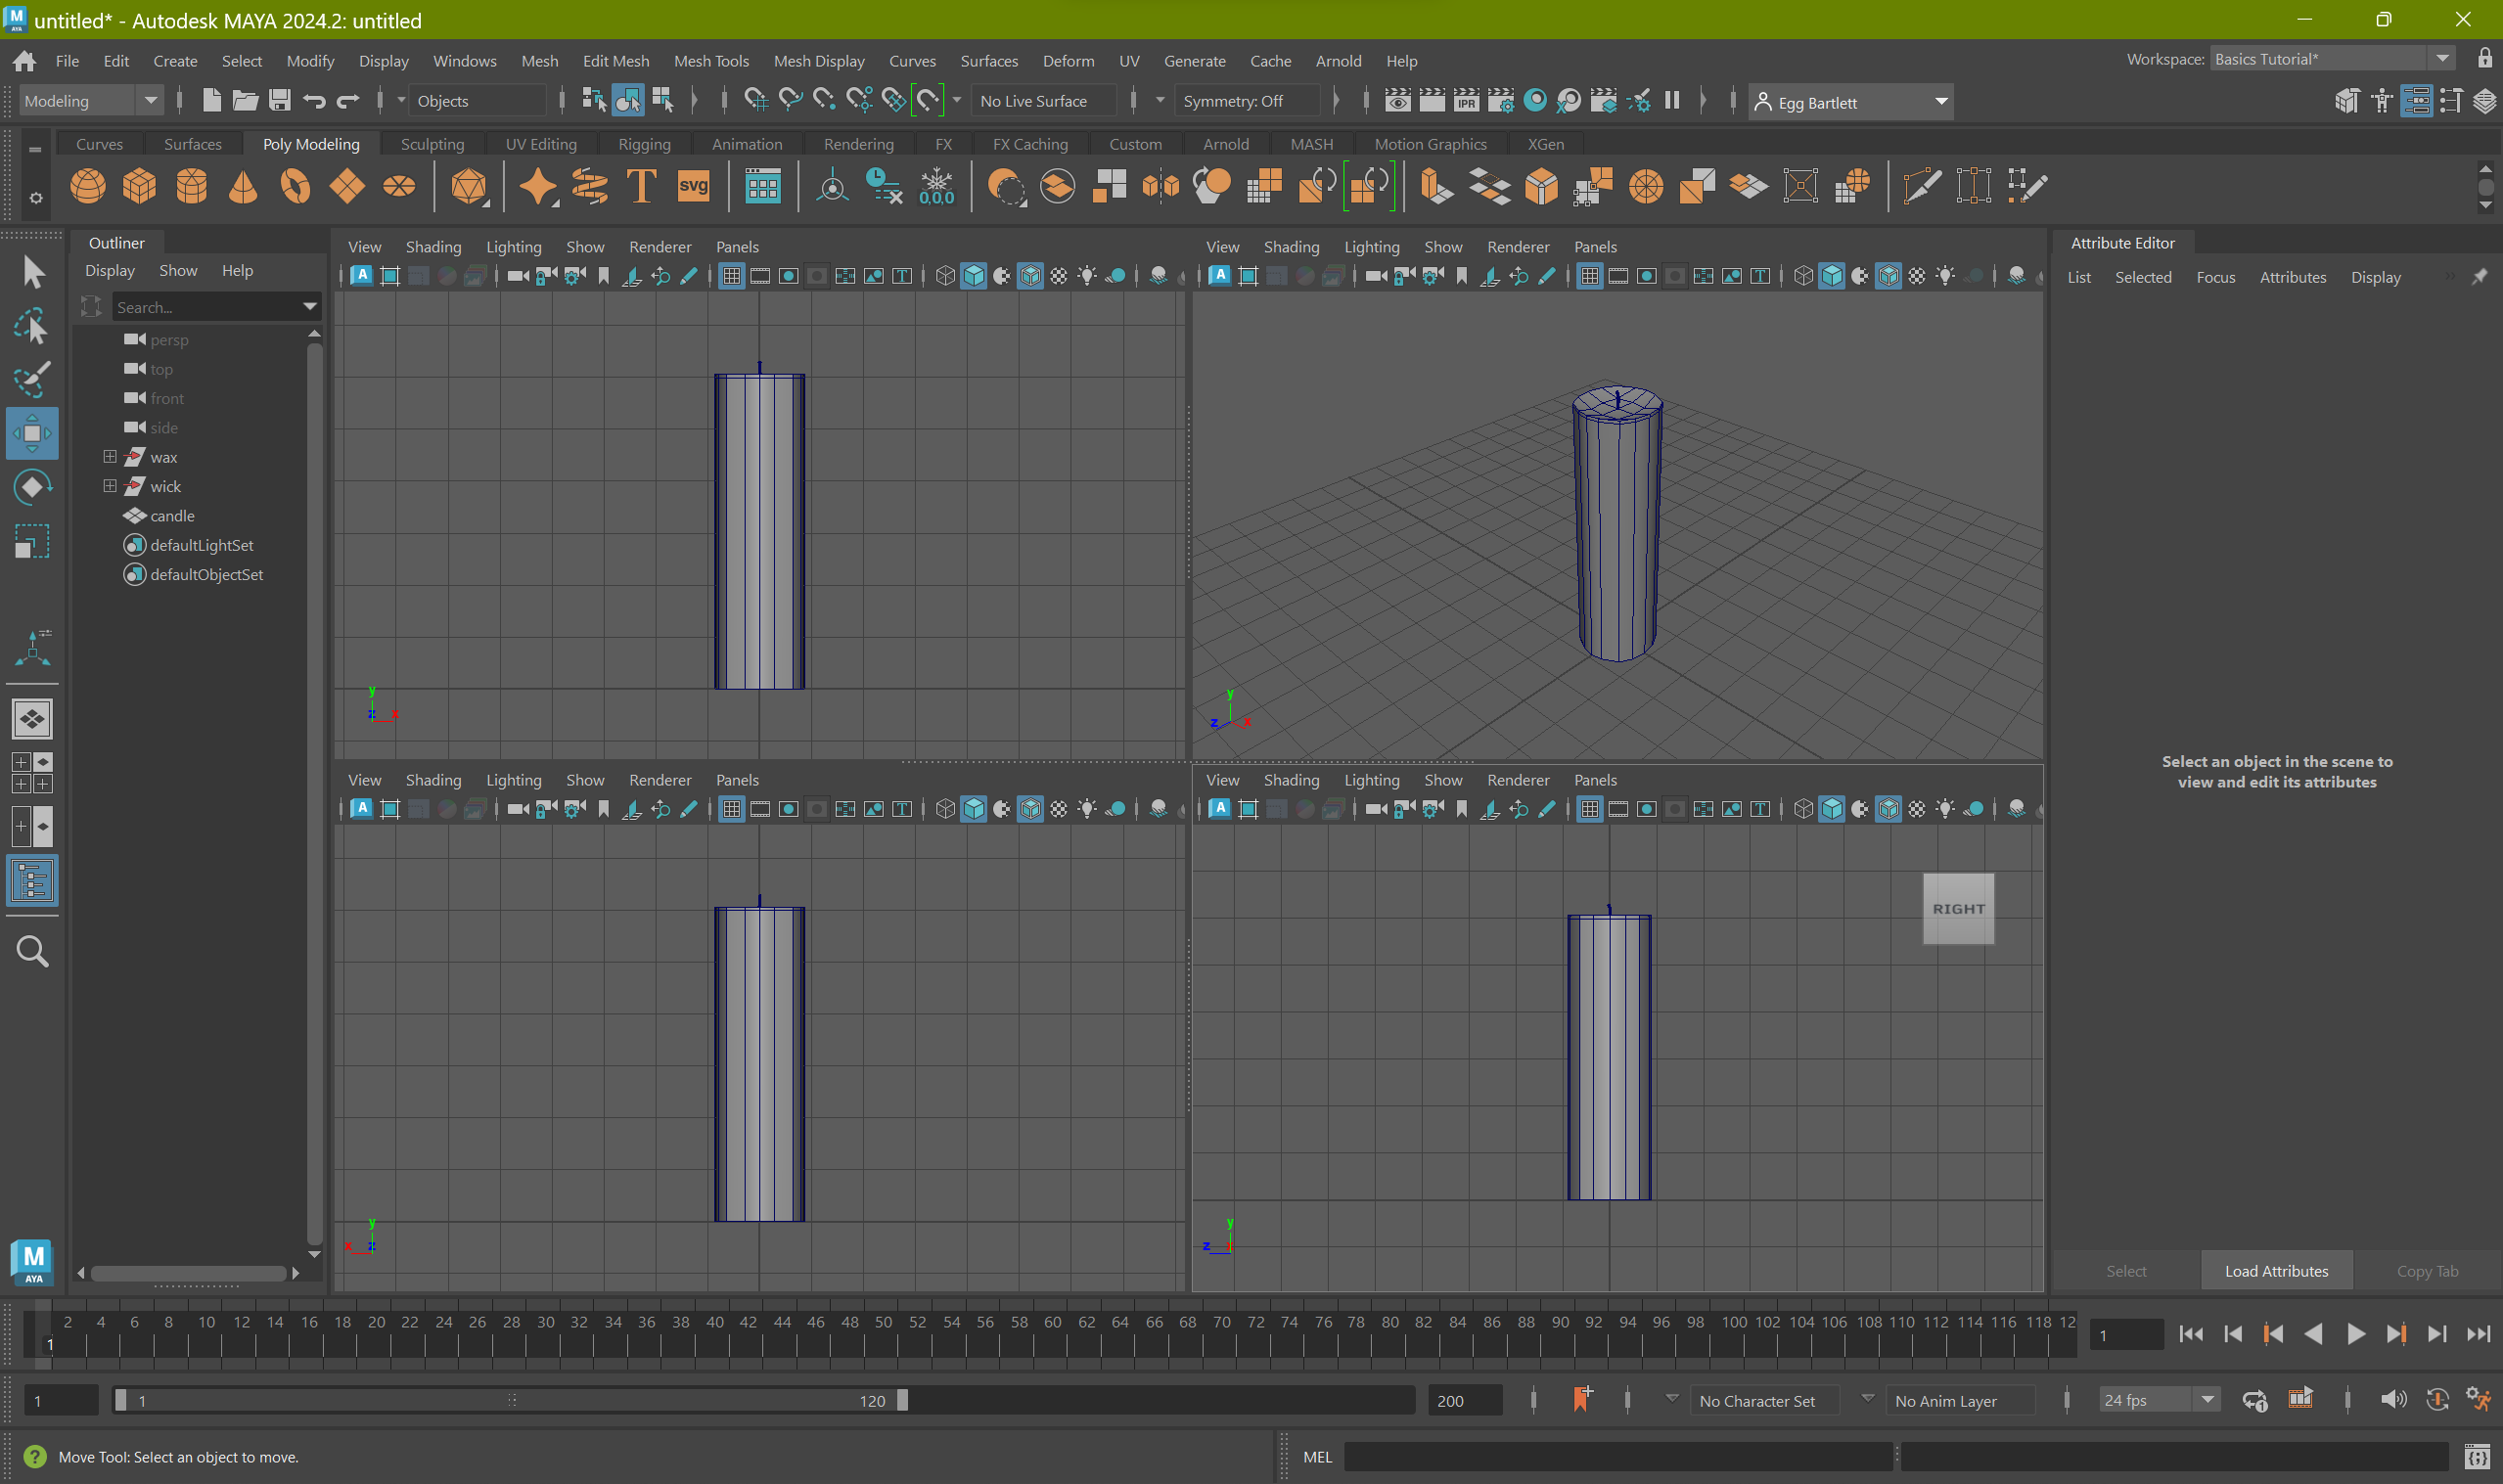 untitled* - Autodesk MAYA 2024.2: untitled
File Edit Create Select Modify Display Windows Mesh Edit Mesh Mesh Tools Mesh Display Curves Surfaces Deform UV Generate Cache Arnold Help Workspace: Basics Tutorial*
Modeling Objects No Live Surface Symmetry: Off IPR Egg Bartlett
Curves Surfaces Poly Modeling Sculpting UV Editing Rigging Animation Rendering FX FX Caching Custom Arnold MASH Motion Graphics XGen
T svg 0,0,0
Outliner
Display Show Help
Search...
persp
top
front
side
wax
wick
candle
defaultLightSet
defaultObjectSet
View Shading Lighting Show Renderer Panels
y
z x
View Shading Lighting Show Renderer Panels
y
z x
View Shading Lighting Show Renderer Panels
y
x z
View Shading Lighting Show Renderer Panels
RIGHT
y
z
Attribute Editor
List Selected Focus Attributes Display
Select an object in the scene to
view and edit its attributes
Select Load Attributes Copy Tab
M
AYA
2 4 6 8 10 12 14 16 18 20 22 24 26 28 30 32 34 36 38 40 42 44 46 48 50 52 54 56 58 60 62 64 66 68 70 72 74 76 78 80 82 84 86 88 90 92 94 96 98 100 102 104 106 108 110 112 114 116 118 12
1 1
1 1 120 200 No Character Set No Anim Layer 24 fps
? Move Tool: Select an object to move. MEL